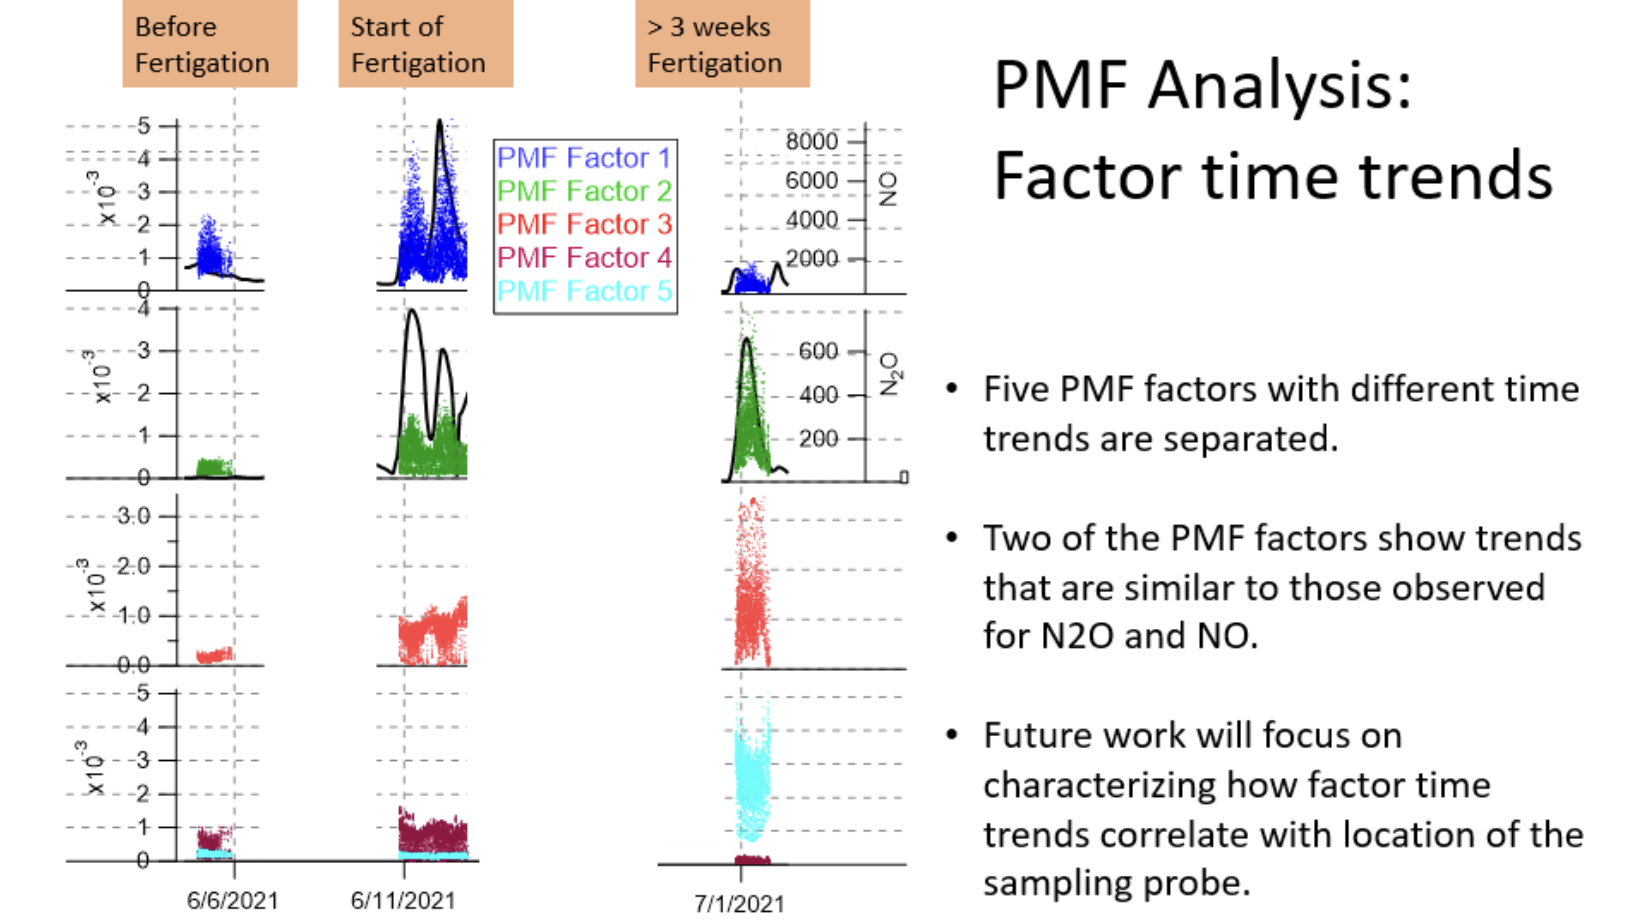 Before
Fertigation
Start of
Fertigation
> 3 weeks
Fertigation
PMF Analysis:
Factor time trends
5
4
3
2
1
0
x10⁻³
PMF Factor 1
PMF Factor 2
PMF Factor 3
PMF Factor 4
PMF Factor 5
8000
6000
4000
2000
NO
4
3
2
1
0
x10⁻³
600
400
200
0
N₂O
3.0
2.0
1.0
0.0
x10⁻³
5
4
3
2
1
0
x10⁻³
6/6/2021
6/11/2021
7/1/2021
• Five PMF factors with different time
trends are separated.
• Two of the PMF factors show trends
that are similar to those observed
for N2O and NO.
• Future work will focus on
characterizing how factor time
trends correlate with location of the
sampling probe.